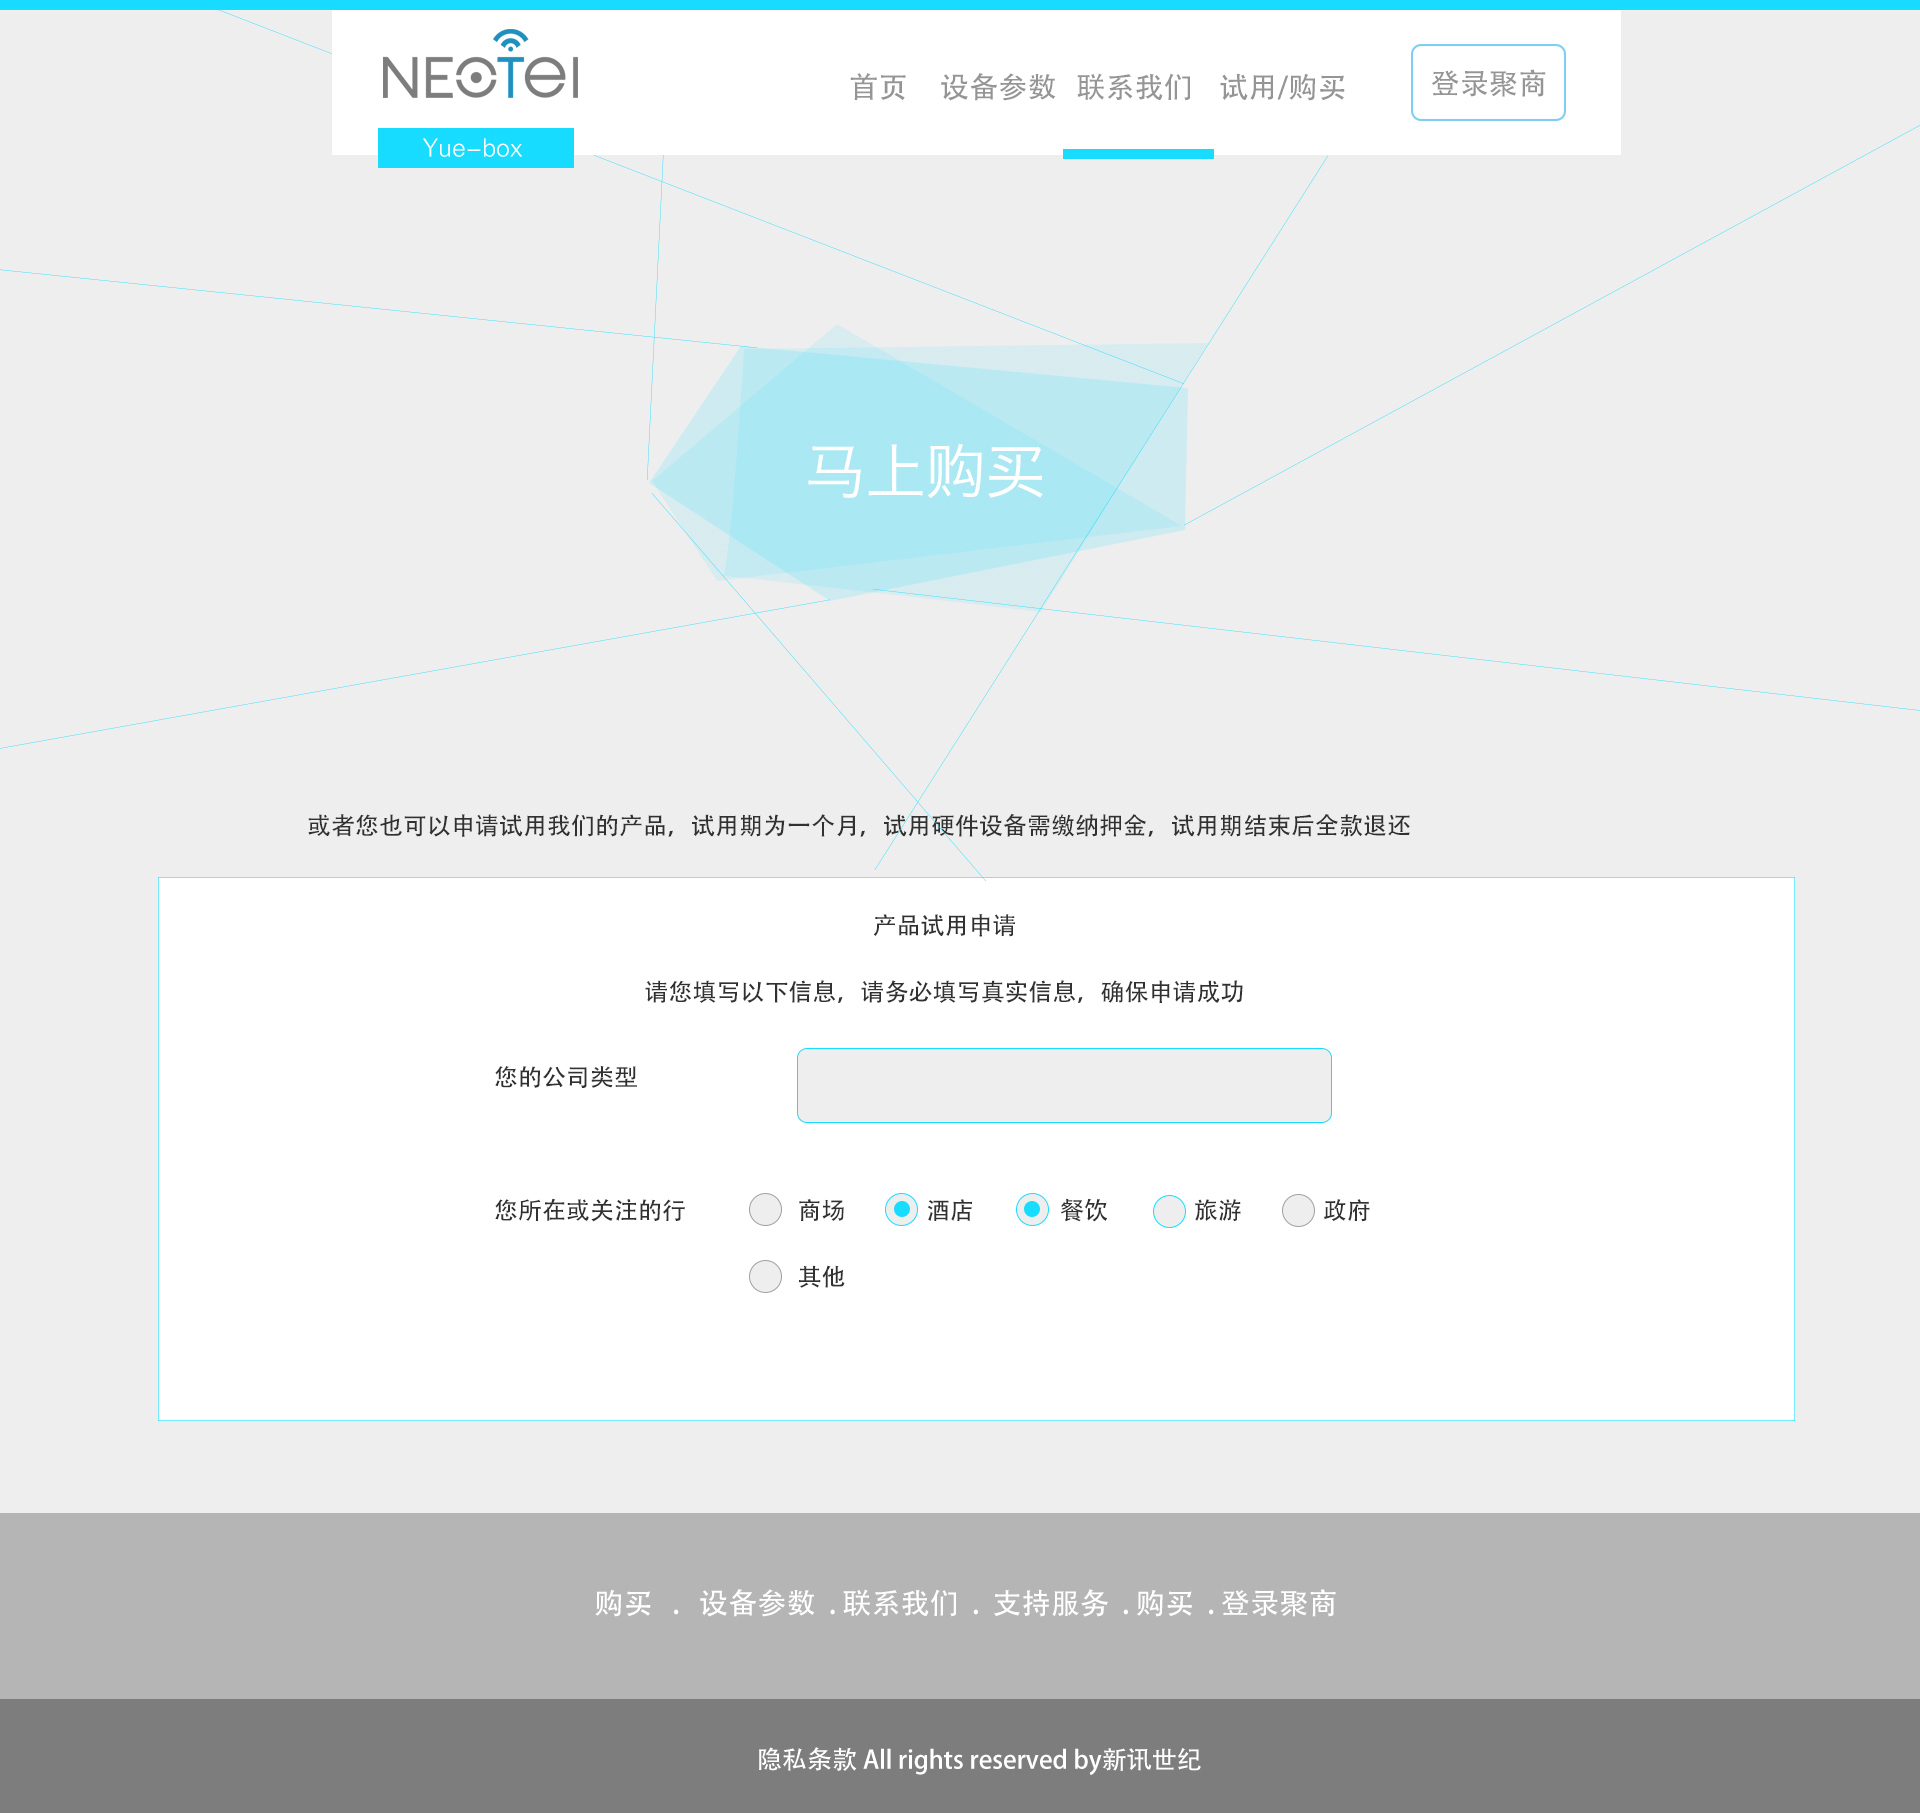 NEOTEI
Yue-box
首页 设备参数 联系我们 试用/购买
登录聚商
马上购买
或者您也可以申请试用我们的产品，试用期为一个月，试用硬件设备需缴纳押金，试用期结束后全款退还
产品试用申请
请您填写以下信息，请务必填写真实信息，确保申请成功
您的公司类型
您所在或关注的行 商场 酒店 餐饮 旅游 政府
其他
购买 . 设备参数 . 联系我们 . 支持服务 . 购买 . 登录聚商
隐私条款 All rights reserved by新讯世纪